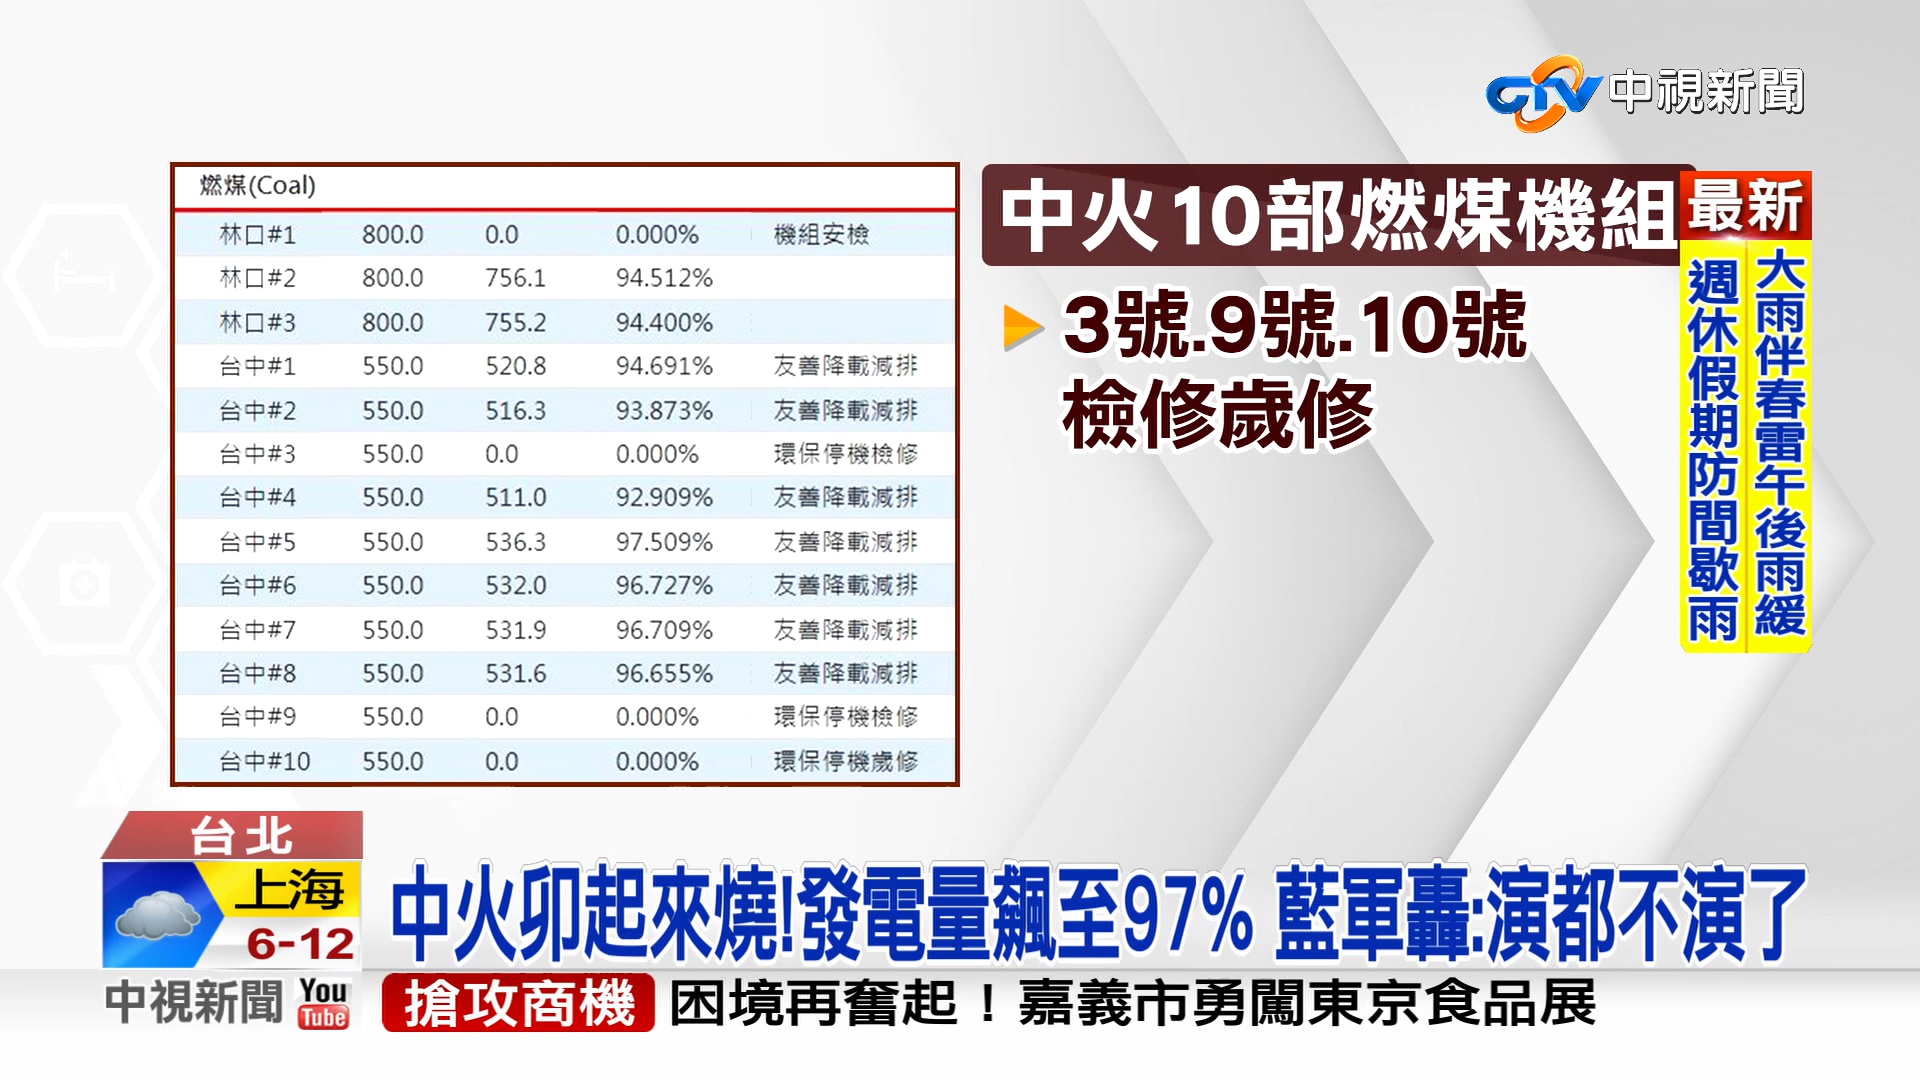 CTV 中視新聞
燃煤(Coal)
林口#1 800.0 0.0 0.000% 機組安檢
林口#2 800.0 756.1 94.512%
林口#3 800.0 755.2 94.400%
台中#1 550.0 520.8 94.691% 友善降載減排
台中#2 550.0 516.3 93.873% 友善降載減排
台中#3 550.0 0.0 0.000% 環保停機檢修
台中#4 550.0 511.0 92.909% 友善降載減排
台中#5 550.0 536.3 97.509% 友善降載減排
台中#6 550.0 532.0 96.727% 友善降載減排
台中#7 550.0 531.9 96.709% 友善降載減排
台中#8 550.0 531.6 96.655% 友善降載減排
台中#9 550.0 0.0 0.000% 環保停機檢修
台中#10 550.0 0.0 0.000% 環保停機歲修
中火10部燃煤機組
3號.9號.10號
檢修歲修
最新
大雨伴春雷午後雨緩
週休假期防間歇雨
台北
上海
6-12
中火卯起來燒!發電量飆至97% 藍軍轟:演都不演了
中視新聞 You Tube
搶攻商機 困境再奮起！嘉義市勇闖東京食品展